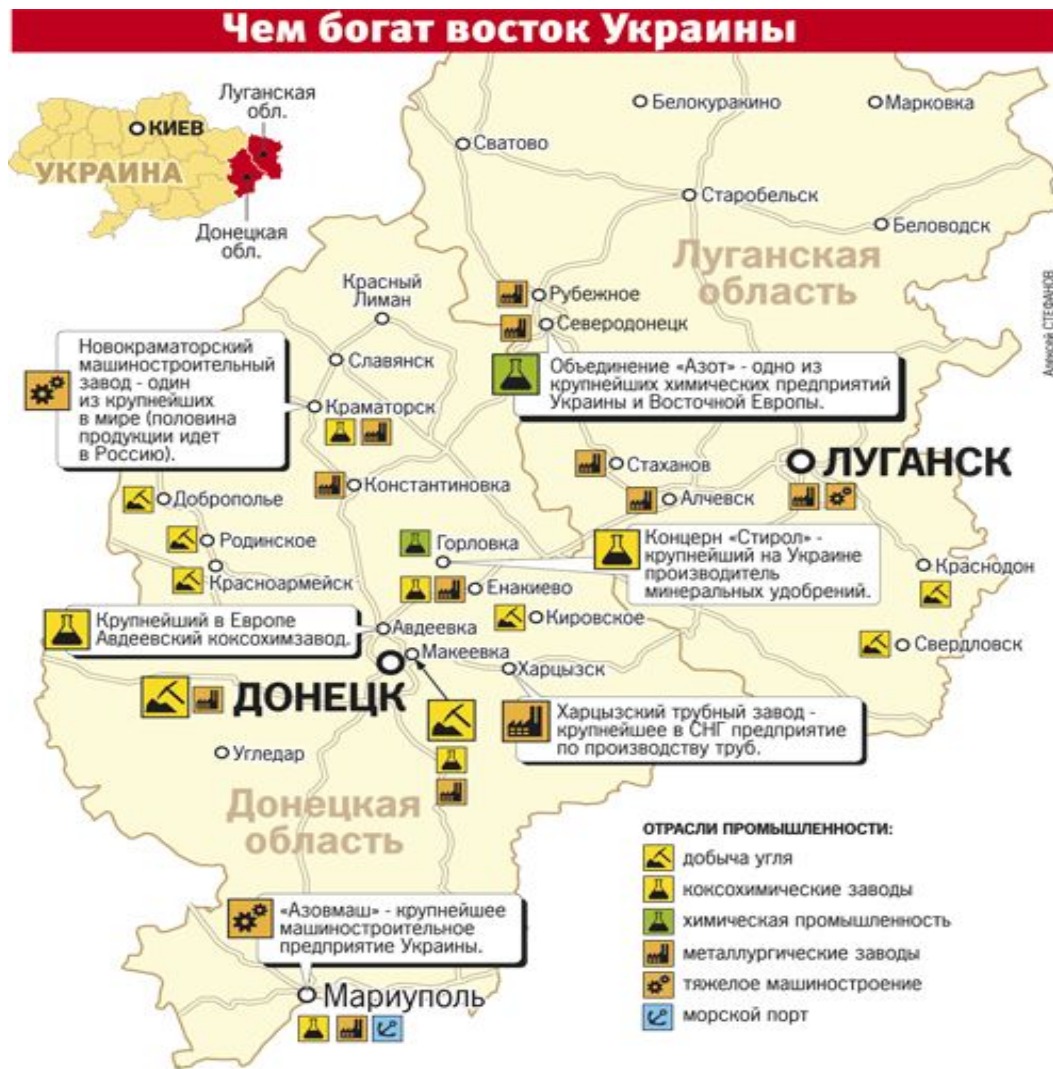 Чем богат восток Украины
Луганская
обл.
КИЕВ
УКРАИНА
Донецкая
обл.
Белокуракино
Марковка
Сватово
Старобельск
Беловодск
Луганская
область
Алексей СТЕФАНОВ
Красный
Лиман
Рубежное
Северодонецк
Славянск
Новокраматорский
машиностроительный
завод - один
из крупнейших
в мире (половина
продукции идет
в Россию).
Объединение «Азот» - одно из
крупнейших химических предприятий
Украины и Восточной Европы.
Краматорск
Константиновка
Стаханов
ЛУГАНСК
Алчевск
Доброполье
Родинское
Красноармейск
Горловка
Концерн «Стирол» -
крупнейший на Украине
производитель
минеральных удобрений.
Краснодон
Енакиево
Кировское
Свердловск
Крупнейший в Европе
Авдеевский коксохимзавод.
Авдеевка
Макеевка
Харцызск
ДОНЕЦК
Харцызский трубный завод -
крупнейшее в СНГ предприятие
по производству труб.
Угледар
Донецкая
область
«Азовмаш» - крупнейшее
машиностроительное
предприятие Украины.
Мариуполь
ОТРАСЛИ ПРОМЫШЛЕННОСТИ:
добыча угля
коксохимические заводы
химическая промышленность
металлургические заводы
тяжелое машиностроение
морской порт